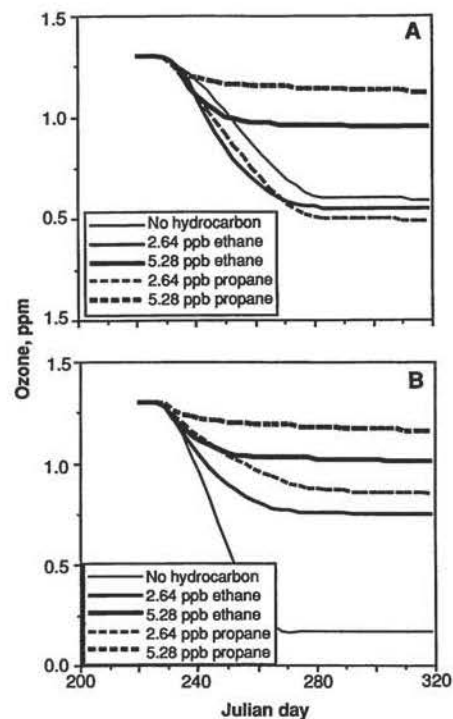 A
1.5
1.0
0.5
1.5
No hydrocarbon
2.64 ppb ethane
5.28 ppb ethane
2.64 ppb propane
5.28 ppb propane
Ozone, ppm
B
1.5
1.0
0.5
0.0
No hydrocarbon
2.64 ppb ethane
5.28 ppb ethane
2.64 ppb propane
5.28 ppb propane
200 240 280 320
Julian day